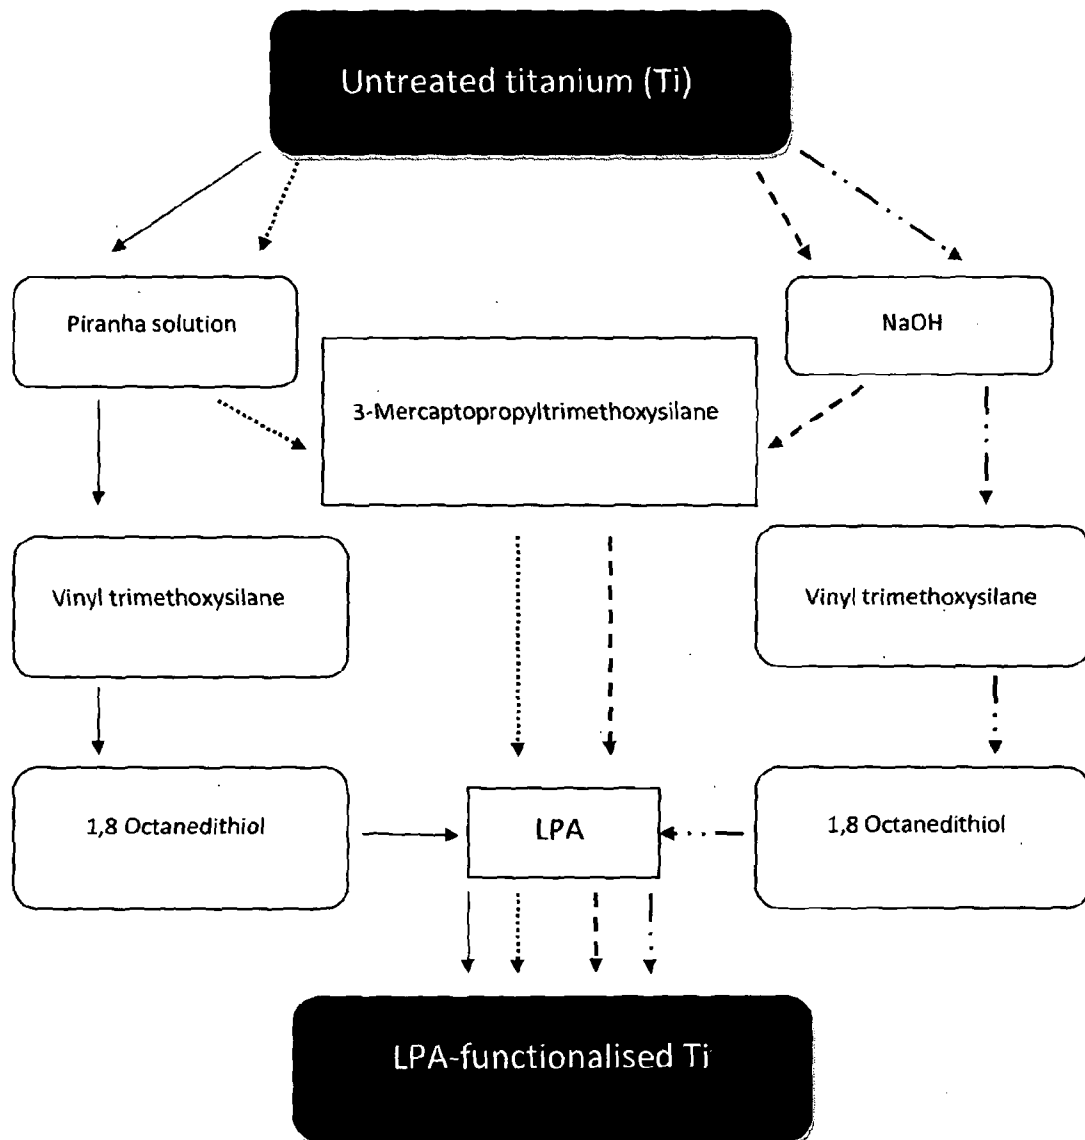 Untreated titanium (Ti)
Piranha solution
NaOH
3-Mercaptopropyltrimethoxysilane
Vinyl trimethoxysilane
Vinyl trimethoxysilane
1,8 Octanedithiol
LPA
1,8 Octanedithiol
LPA-functionalised Ti